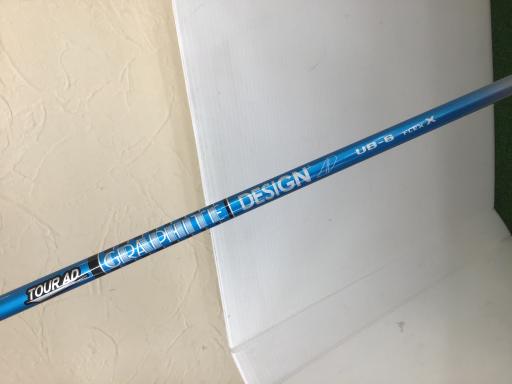 TOUR AD GRAPHITE DESIGN UB-6 FLEX X